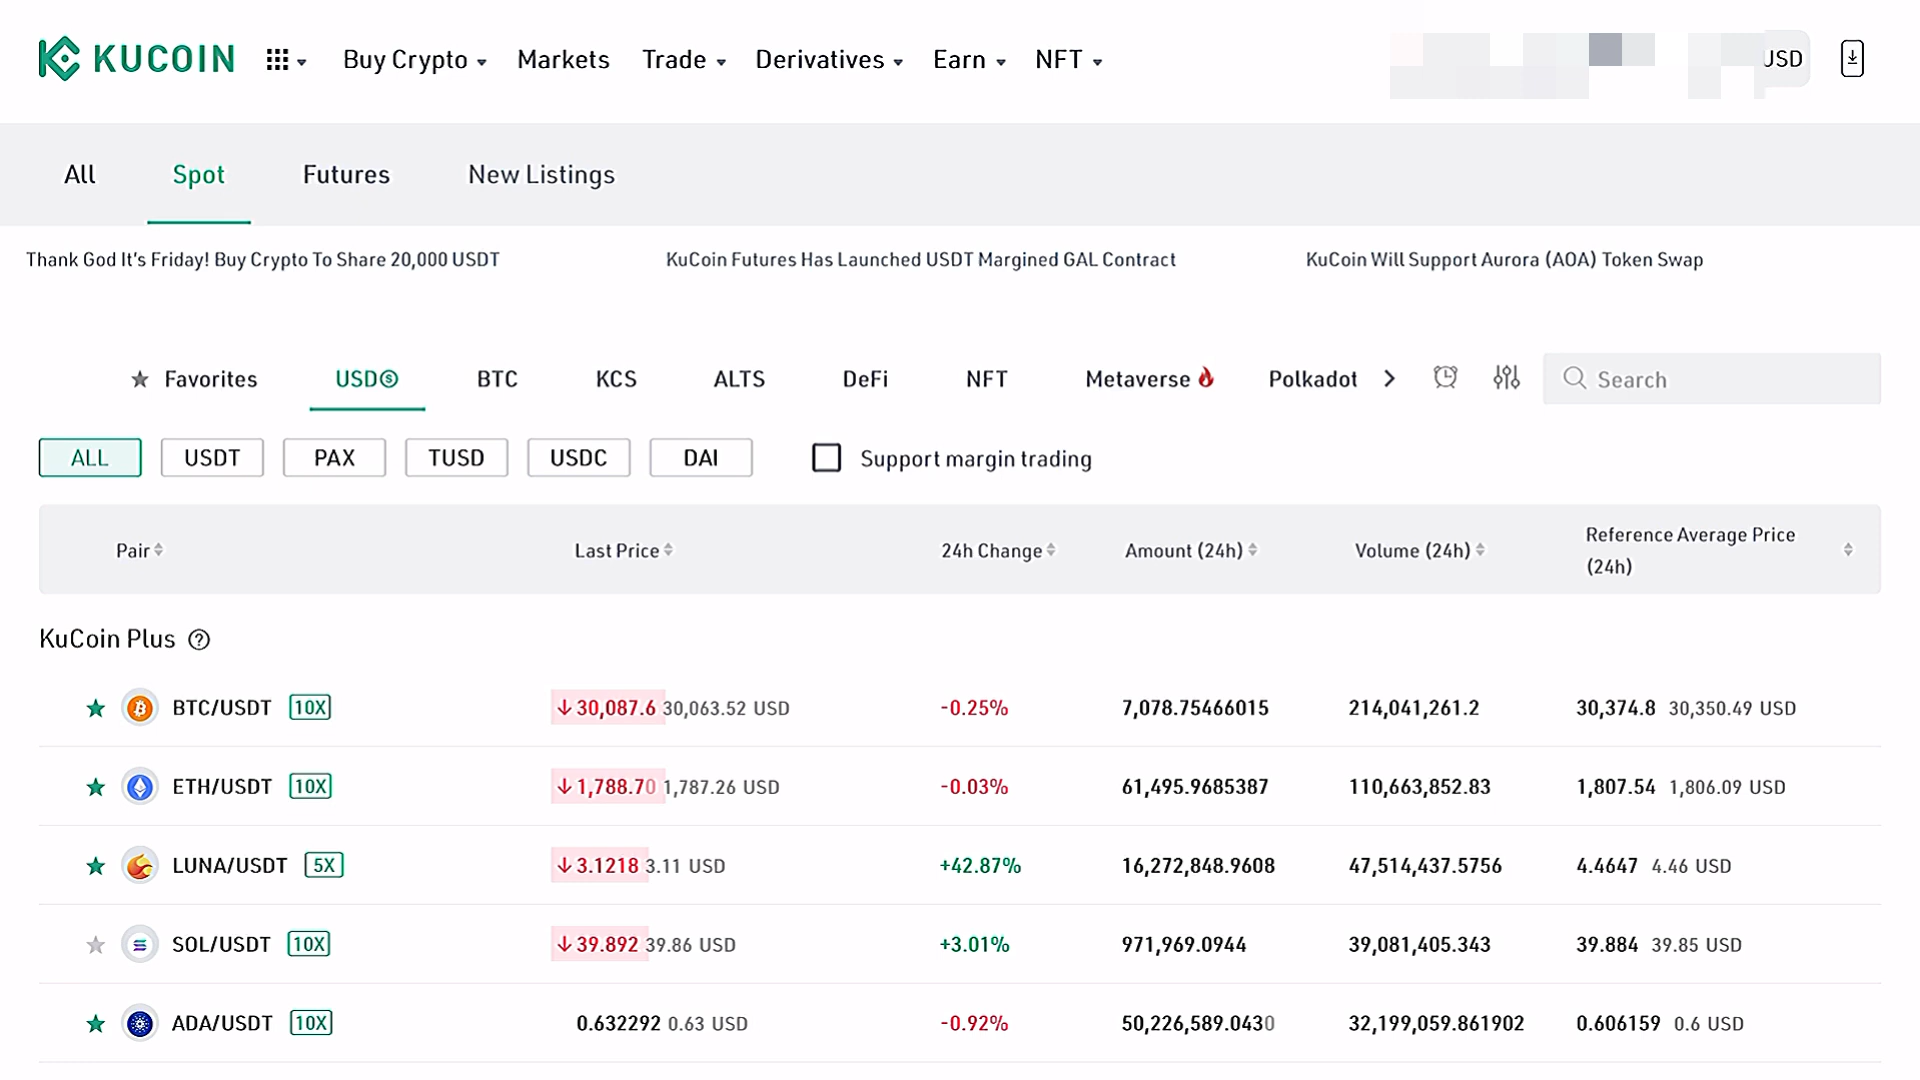 KUCOIN Buy Crypto Markets Trade Derivatives Earn NFT USD
All Spot Futures New Listings
Thank God It's Friday! Buy Crypto To Share 20,000 USDT KuCoin Futures Has Launched USDT Margined GAL Contract KuCoin Will Support Aurora (AOA) Token Swap
Favorites USDⓈ BTC KCS ALTS DeFi NFT Metaverse Polkadot Search
ALL USDT PAX TUSD USDC DAI Support margin trading
Pair Last Price 24h Change Amount (24h) Volume (24h) Reference Average Price
(24h)
KuCoin Plus ?
BTC/USDT 10X ↓30,087.6 30,063.52 USD -0.25% 7,078.75466015 214,041,261.2 30,374.8 30,350.49 USD
ETH/USDT 10X ↓1,788.70 1,787.26 USD -0.03% 61,495.9685387 110,663,852.83 1,807.54 1,806.09 USD
LUNA/USDT 5X ↓3.1218 3.11 USD +42.87% 16,272,848.9608 47,514,437.5756 4.4647 4.46 USD
SOL/USDT 10X ↓39.892 39.86 USD +3.01% 971,969.0944 39,081,405.343 39.884 39.85 USD
ADA/USDT 10X 0.632292 0.63 USD -0.92% 50,226,589.0430 32,199,059.861902 0.606159 0.6 USD